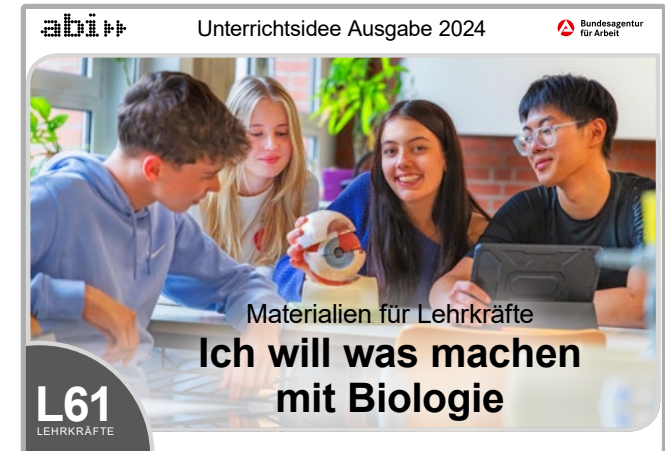 abi
Unterrichtsidee Ausgabe 2024
Bundesagentur
für Arbeit
Materialien für Lehrkräfte
Ich will was machen
mit Biologie
L61
LEHRKRÄFTE